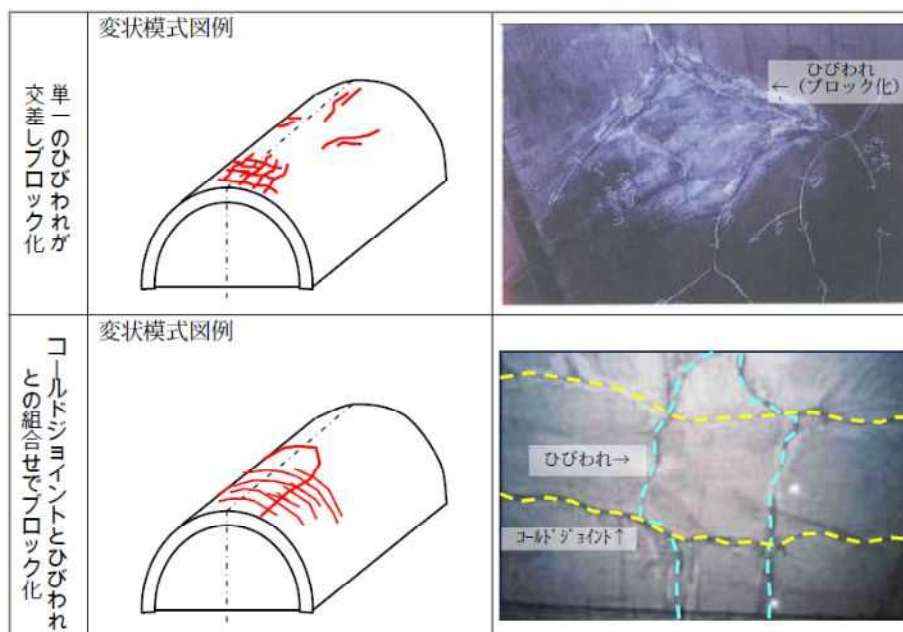 単一のひびわれが
交差しブロック化
変状模式図例
ひびわれ
←（ブロック化）
コールドジョイントとひびわれ
との組合せでブロック化
変状模式図例
ひびわれ→
ｺｰﾙﾄﾞｼﾞｮｲﾝﾄ↑